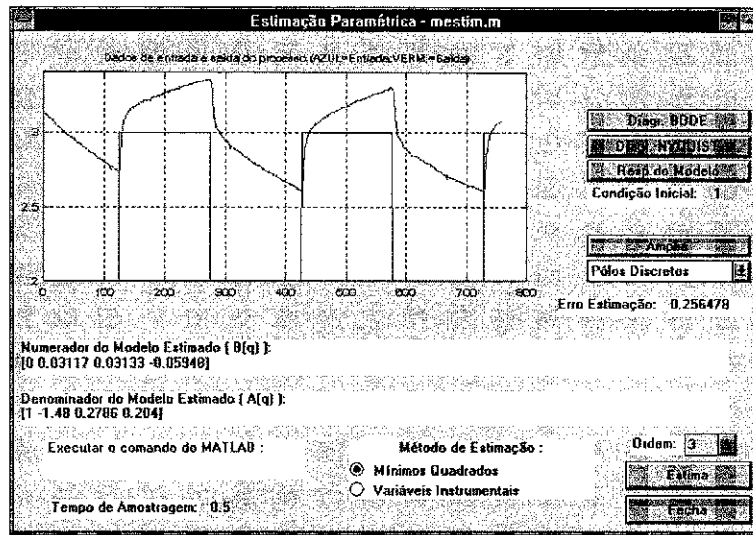 Estimação Paramétrica - mestim.m
Dados de entrada e saída do processo (AZUL=Entrada;VERM.=Saída)
3
2.5
2
0 100 200 300 400 500 600 700 800
Diagr. BODE
Diagr. NYQUIST
Resp do Modelo
Condição Inicial: 1
Amplia
Pólos Discretos
Erro Estimação: 0.256478
Numerador do Modelo Estimado ( B(q) ):
[0 0.03117 0.03133 -0.05948]
Denominador do Modelo Estimado ( A(q) ):
[1 -1.48 0.2786 0.204]
Executar o comando do MATLAB :
Método de Estimação :
Mínimos Quadrados
Variáveis Instrumentais
Ordem: 3
Estima
Tempo de Amostragem: 0.5
Fecha